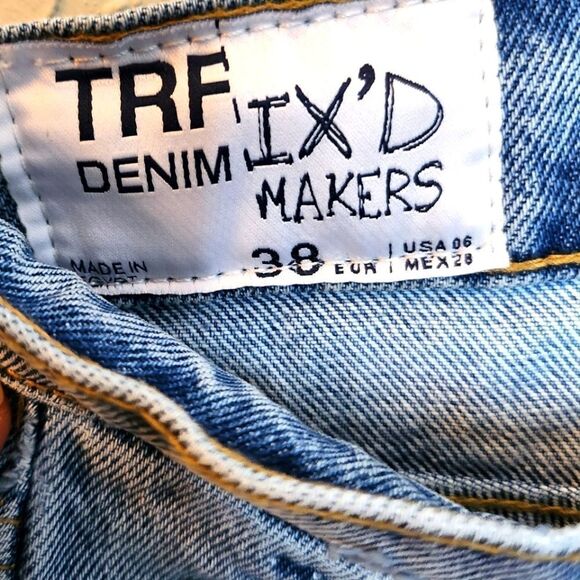 TRF
DENIM
IX'D
MAKERS
MADE IN
38 EUR
USA 06
MEX 28